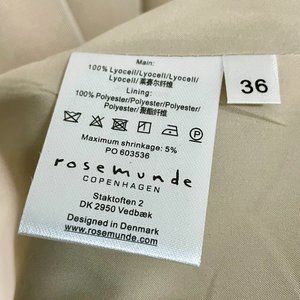 Main:
100% Lyocell/Lyocell/Lyocell/
Lyocell/莱赛尔纤维
Lining:
100% Polyester/Polyester/Polyester
/Polyester/聚酯纤维
Maximum shrinkage: 5%
PO 603536
rosemunde
COPENHAGEN
Staktoften 2
DK 2950 Vedbæk
Designed in Denmark
www.rosemunde.com
36